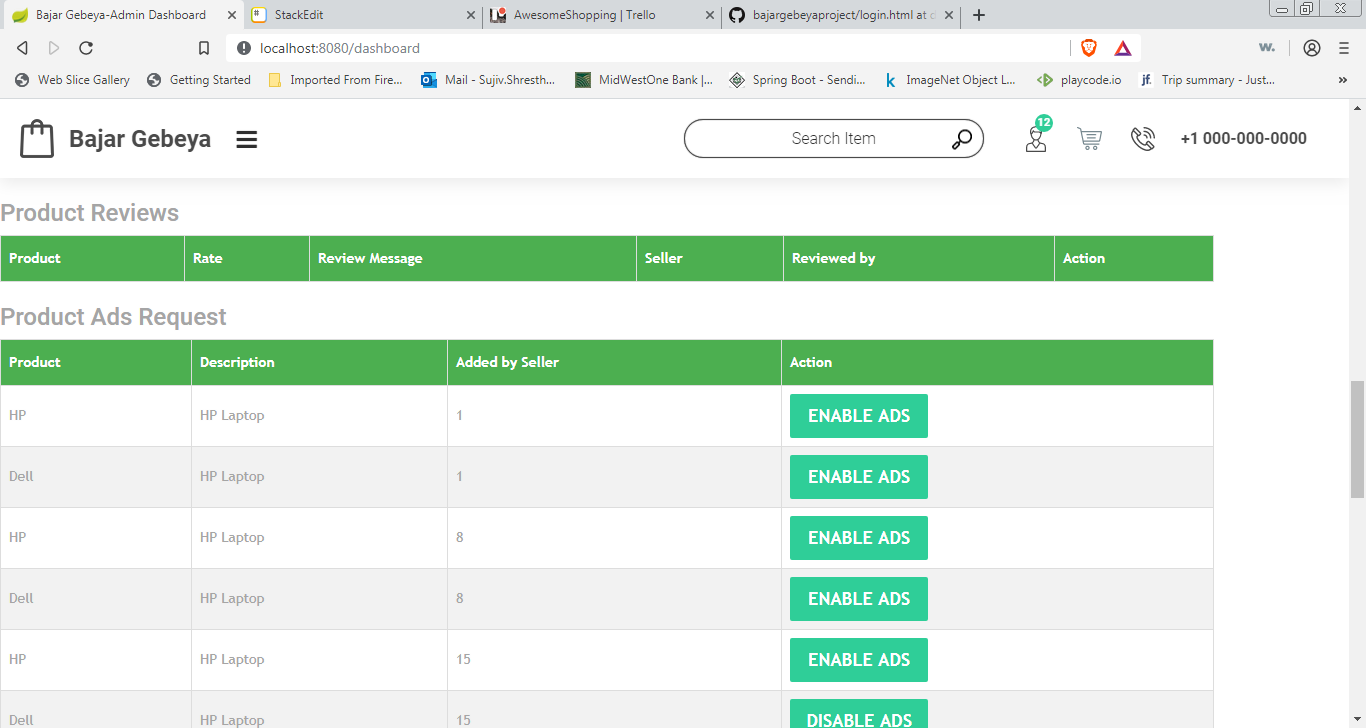 Bajar Gebeya-Admin Dashboard StackEdit AwesomeShopping | Trello bajargebeyaproject/login.html at d
localhost:8080/dashboard
Web Slice Gallery Getting Started Imported From Fire... Mail - Sujiv.Shresth... MidWestOne Bank |... Spring Boot - Sendi... ImageNet Object L... playcode.io Trip summary - Just...
Bajar Gebeya Search Item 12 +1 000-000-0000
Product Reviews
Product Rate Review Message Seller Reviewed by Action
Product Ads Request
Product Description Added by Seller Action
HP HP Laptop 1 ENABLE ADS
Dell HP Laptop 1 ENABLE ADS
HP HP Laptop 8 ENABLE ADS
Dell HP Laptop 8 ENABLE ADS
HP HP Laptop 15 ENABLE ADS
Dell HP Laptop 15 DISABLE ADS